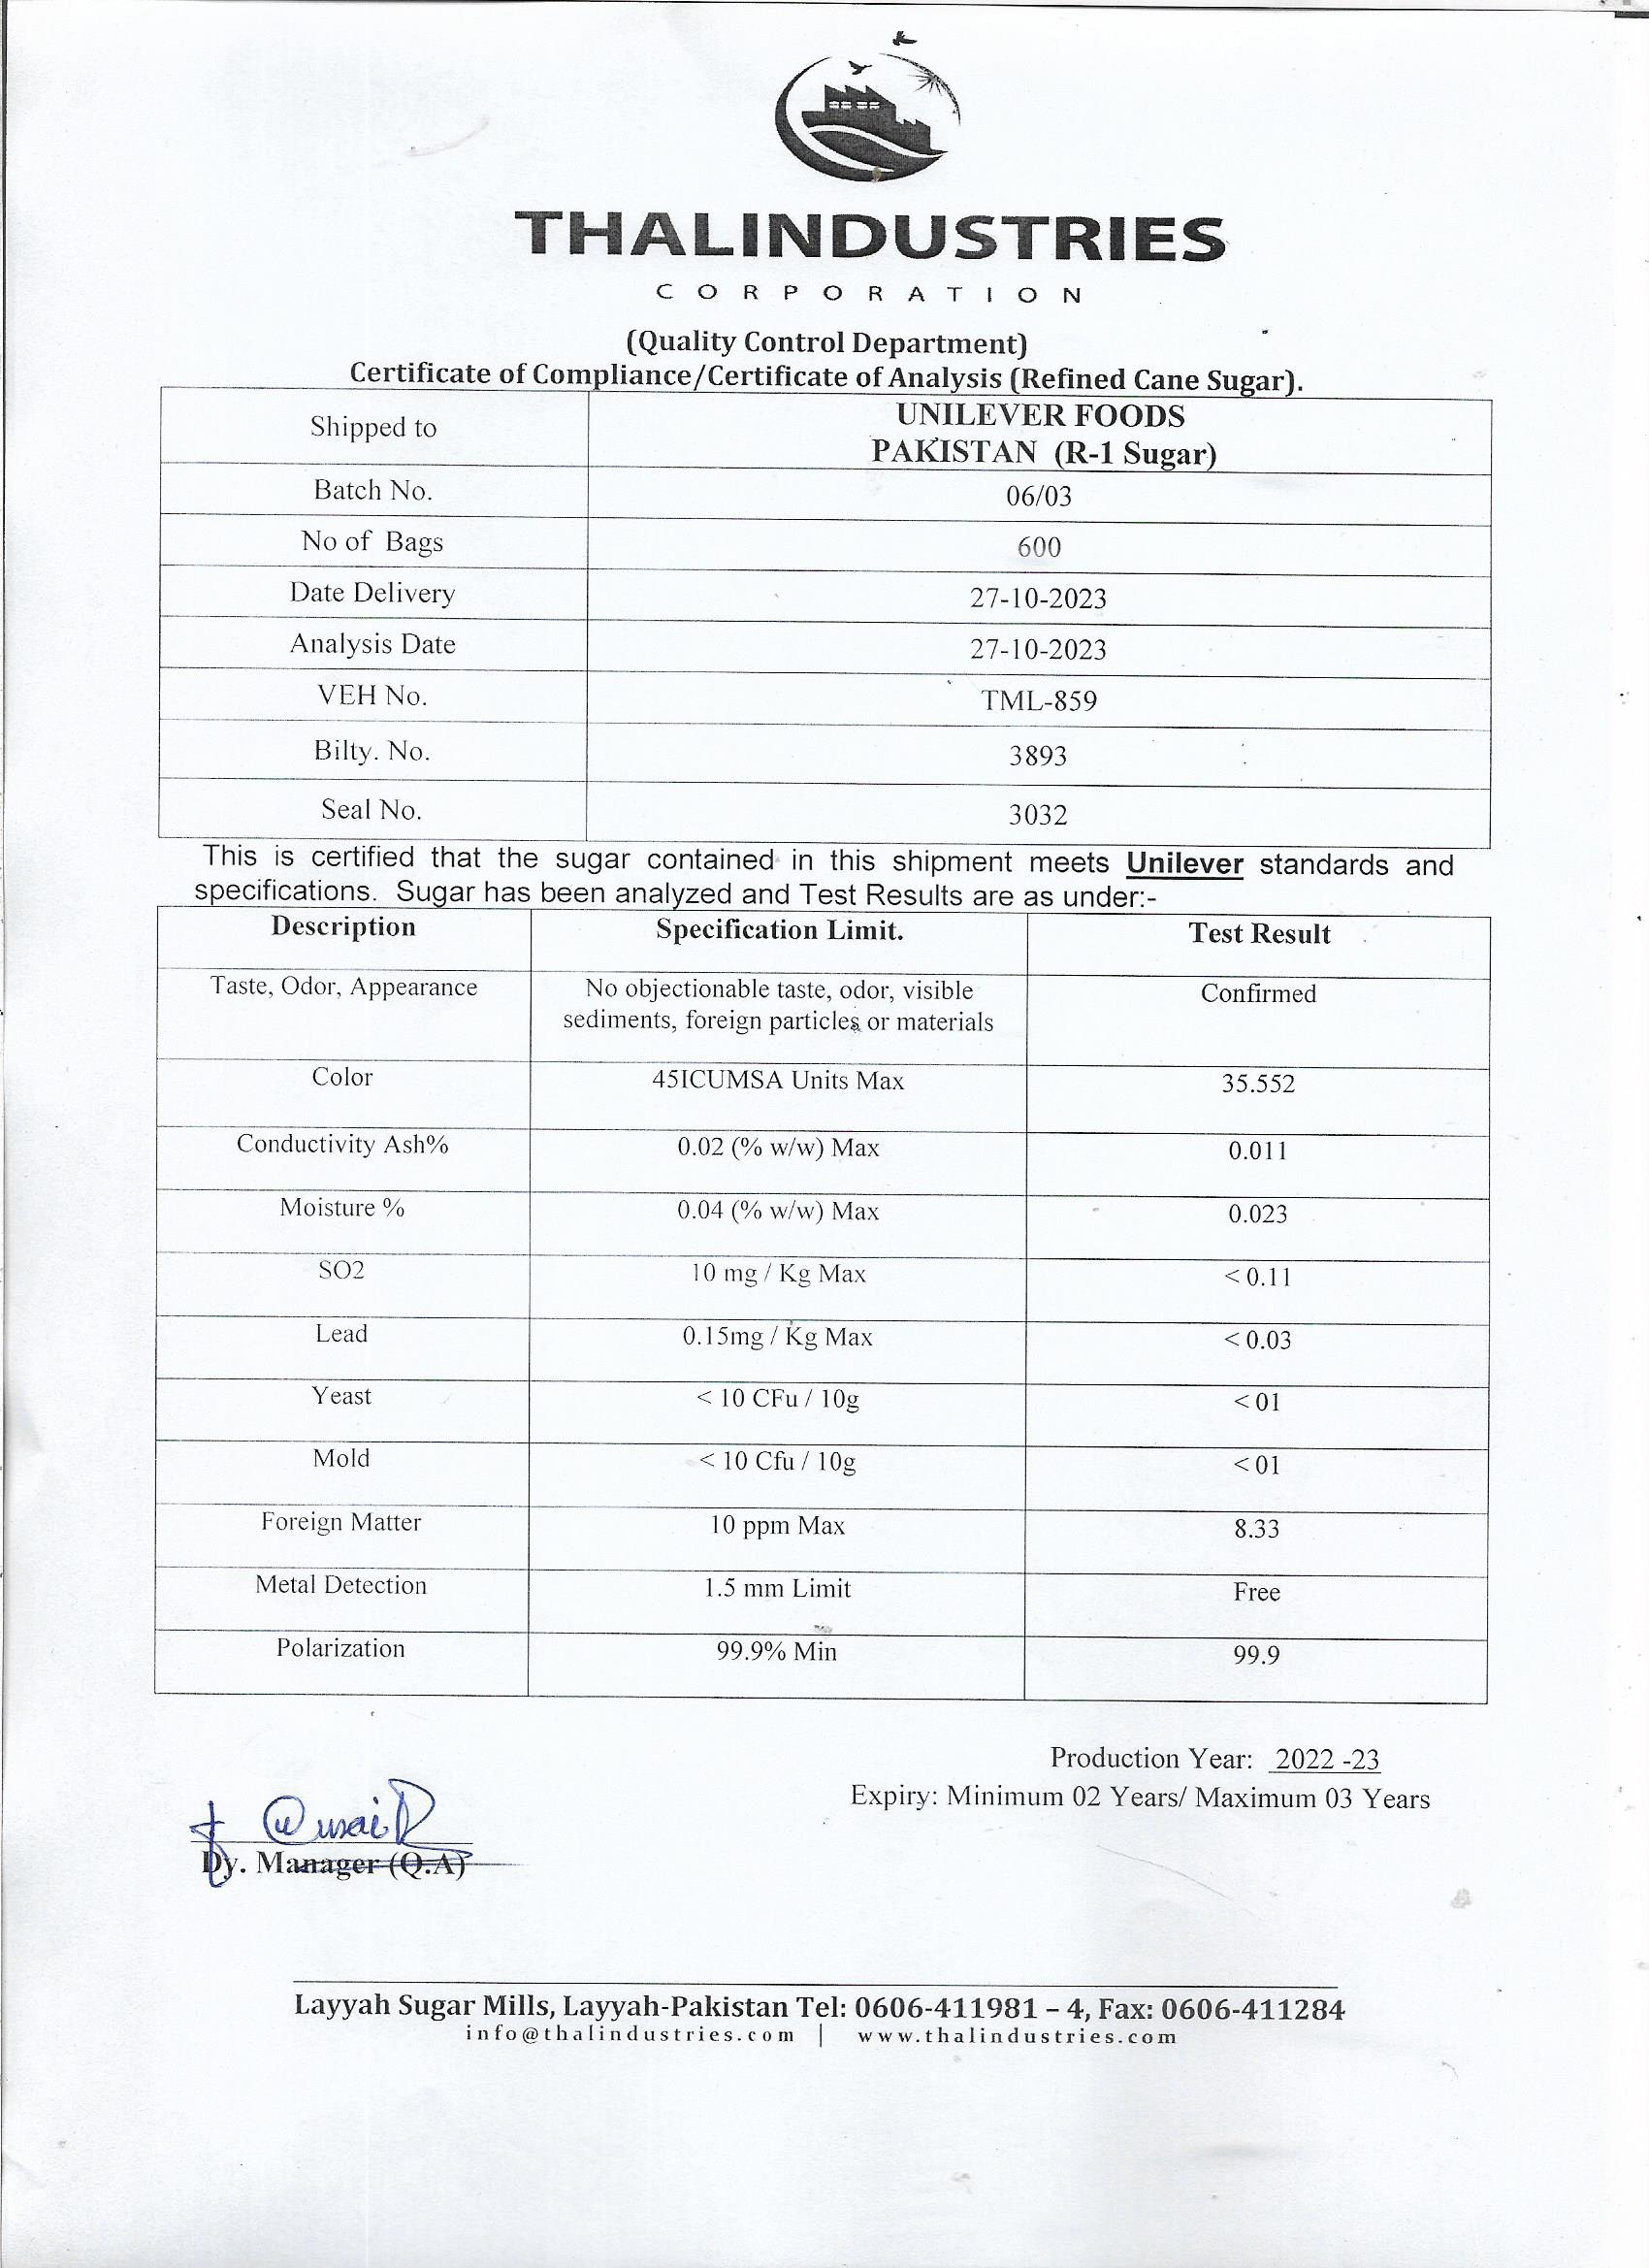 THALINDUSTRIES
CORPORATION
(Quality Control Department)
Certificate of Compliance/Certificate of Analysis (Refined Cane Sugar).
Shipped to UNILEVER FOODS
PAKISTAN (R-1 Sugar)
Batch No. 06/03
No of Bags 600
Date Delivery 27-10-2023
Analysis Date 27-10-2023
VEH No. TML-859
Bilty. No. 3893
Seal No. 3032
This is certified that the sugar contained in this shipment meets Unilever standards and
specifications. Sugar has been analyzed and Test Results are as under:-
Description Specification Limit. Test Result
Taste, Odor, Appearance No objectionable taste, odor, visible Confirmed
sediments, foreign particles or materials
Color 45ICUMSA Units Max 35.552
Conductivity Ash% 0.02 (% w/w) Max 0.011
Moisture % 0.04 (% w/w) Max 0.023
SO2 10 mg / Kg Max < 0.11
Lead 0.15mg / Kg Max < 0.03
Yeast < 10 CFu / 10g < 01
Mold < 10 Cfu / 10g < 01
Foreign Matter 10 ppm Max 8.33
Metal Detection 1.5 mm Limit Free
Polarization 99.9% Min 99.9
Production Year: 2022 -23
Expiry: Minimum 02 Years/ Maximum 03 Years
Dy. Manager (Q.A)
Layyah Sugar Mills, Layyah-Pakistan Tel: 0606-411981 – 4, Fax: 0606-411284
info@thalindustries.com | www.thalindustries.com